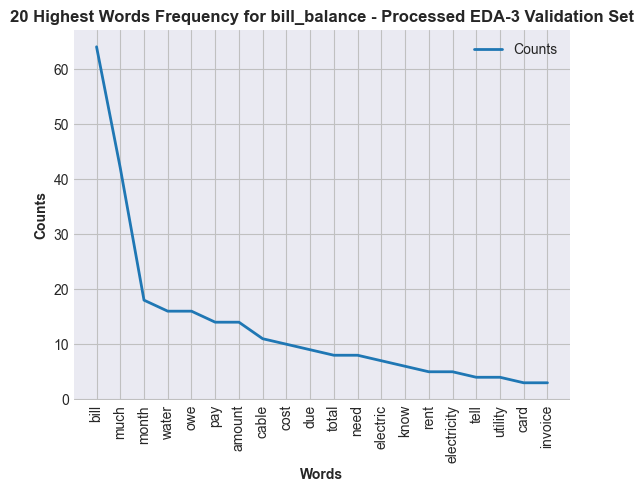 20 Highest Words Frequency for bill_balance - Processed EDA-3 Validation Set
Counts
60
50
40
30
20
10
0
Counts
bill
much
month
water
owe
pay
amount
cable
cost
due
total
need
electric
know
rent
electricity
tell
utility
card
invoice
Words